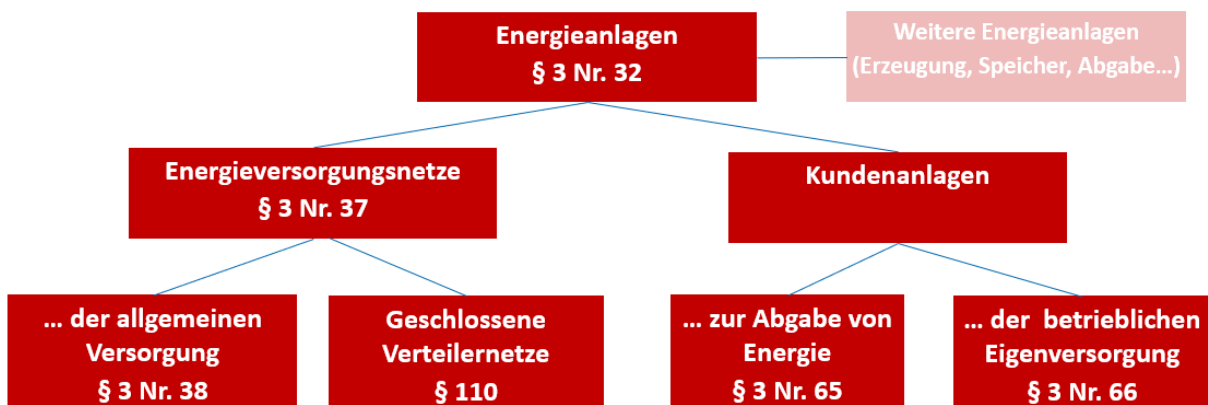 Energieanlagen
§ 3 Nr. 32
Weitere Energieanlagen
(Erzeugung, Speicher, Abgabe...)
Energieversorgungsnetze
§ 3 Nr. 37
Kundenanlagen
... der allgemeinen
Versorgung
§ 3 Nr. 38
Geschlossene
Verteilernetze
§ 110
... zur Abgabe von
Energie
§ 3 Nr. 65
... der betrieblichen
Eigenversorgung
§ 3 Nr. 66